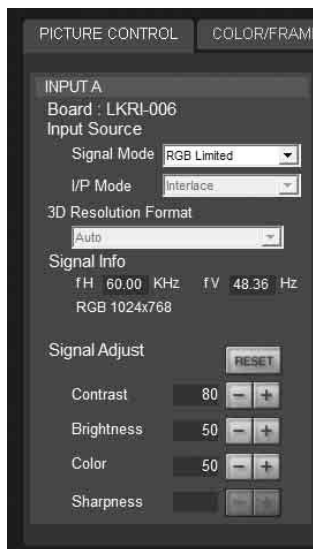 PICTURE CONTROL COLOR/FRAM
INPUT A
Board : LKRI-006
Input Source
Signal Mode RGB Limited
I/P Mode Interlace
3D Resolution Format
Auto
Signal Info
fH 60.00 KHz fV 48.36 Hz
RGB 1024x768
Signal Adjust RESET
Contrast 80 - +
Brightness 50 - +
Color 50 - +
Sharpness - +